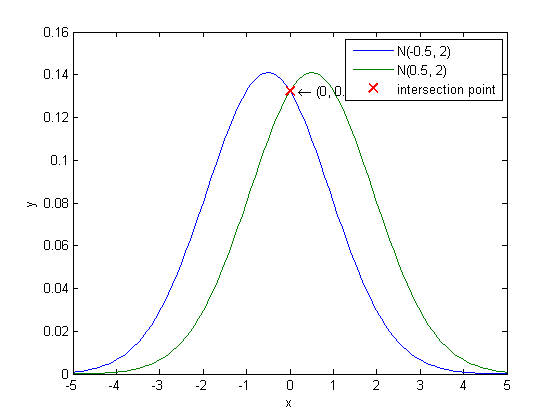 0.16
0.14
0.12
0.1
0.08
0.06
0.04
0.02
0
y
N(-0.5, 2)
N(0.5, 2)
intersection point
← (0, 0.
-5 -4 -3 -2 -1 0 1 2 3 4 5
x